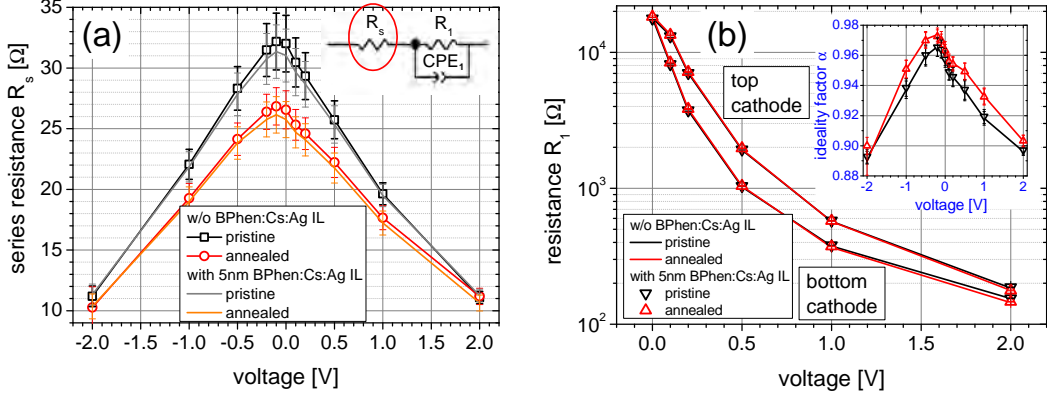 (a)
R_s
R_1
CPE_1
series resistance R_s [Ω]
35
30
25
20
15
10
w/o BPhen:Cs:Ag IL
pristine
annealed
with 5nm BPhen:Cs:Ag IL
pristine
annealed
-2.0 -1.5 -1.0 -0.5 0.0 0.5 1.0 1.5 2.0
voltage [V]
(b)
resistance R_1 [Ω]
10^4
10^3
10^2
top
cathode
bottom
cathode
w/o BPhen:Cs:Ag IL
pristine
annealed
with 5nm BPhen:Cs:Ag IL
pristine
annealed
0.0 0.5 1.0 1.5 2.0
voltage [V]
ideality factor α
0.98
0.96
0.94
0.92
0.90
0.88
-2 -1 0 1 2
voltage [V]